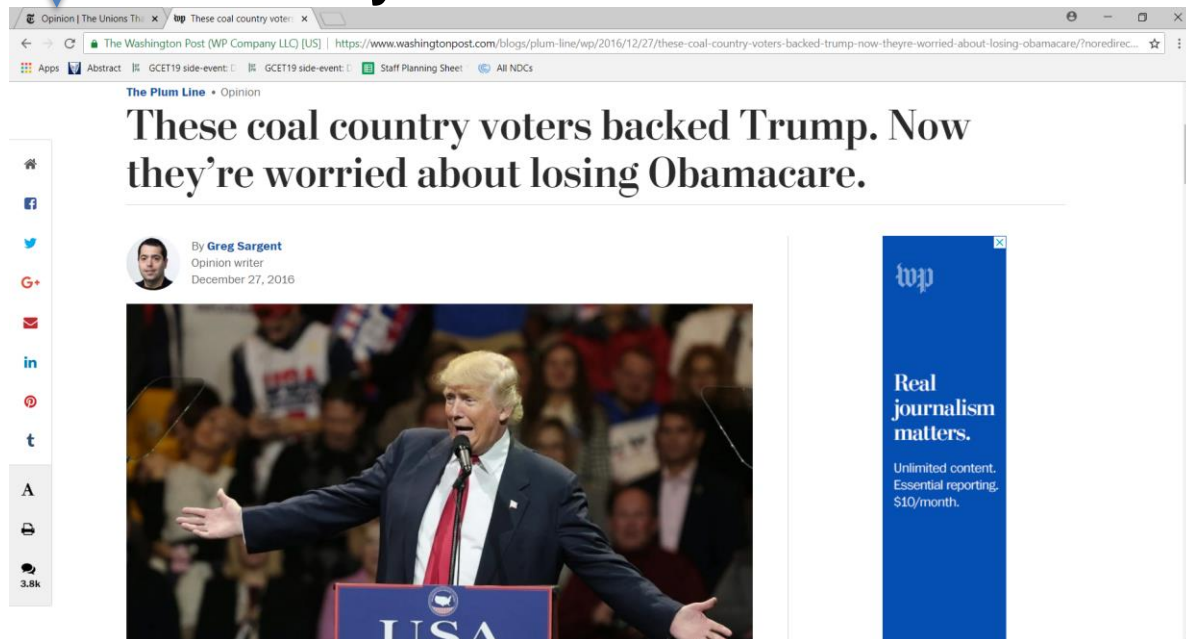 y
Opinion | The Unions Tha
wp These coal country voter
The Washington Post (WP Company LLC) [US] | https://www.washingtonpost.com/blogs/plum-line/wp/2016/12/27/these-coal-country-voters-backed-trump-now-theyre-worried-about-losing-obamacare/?noredirec...
Apps Abstract GCET19 side-event: GCET19 side-event: Staff Planning Sheet All NDCs
The Plum Line • Opinion
These coal country voters backed Trump. Now
they’re worried about losing Obamacare.
By Greg Sargent
Opinion writer
December 27, 2016
G+
in
t
A
3.8k
USA
USA
wp
Real
journalism
matters.
Unlimited content.
Essential reporting.
$10/month.